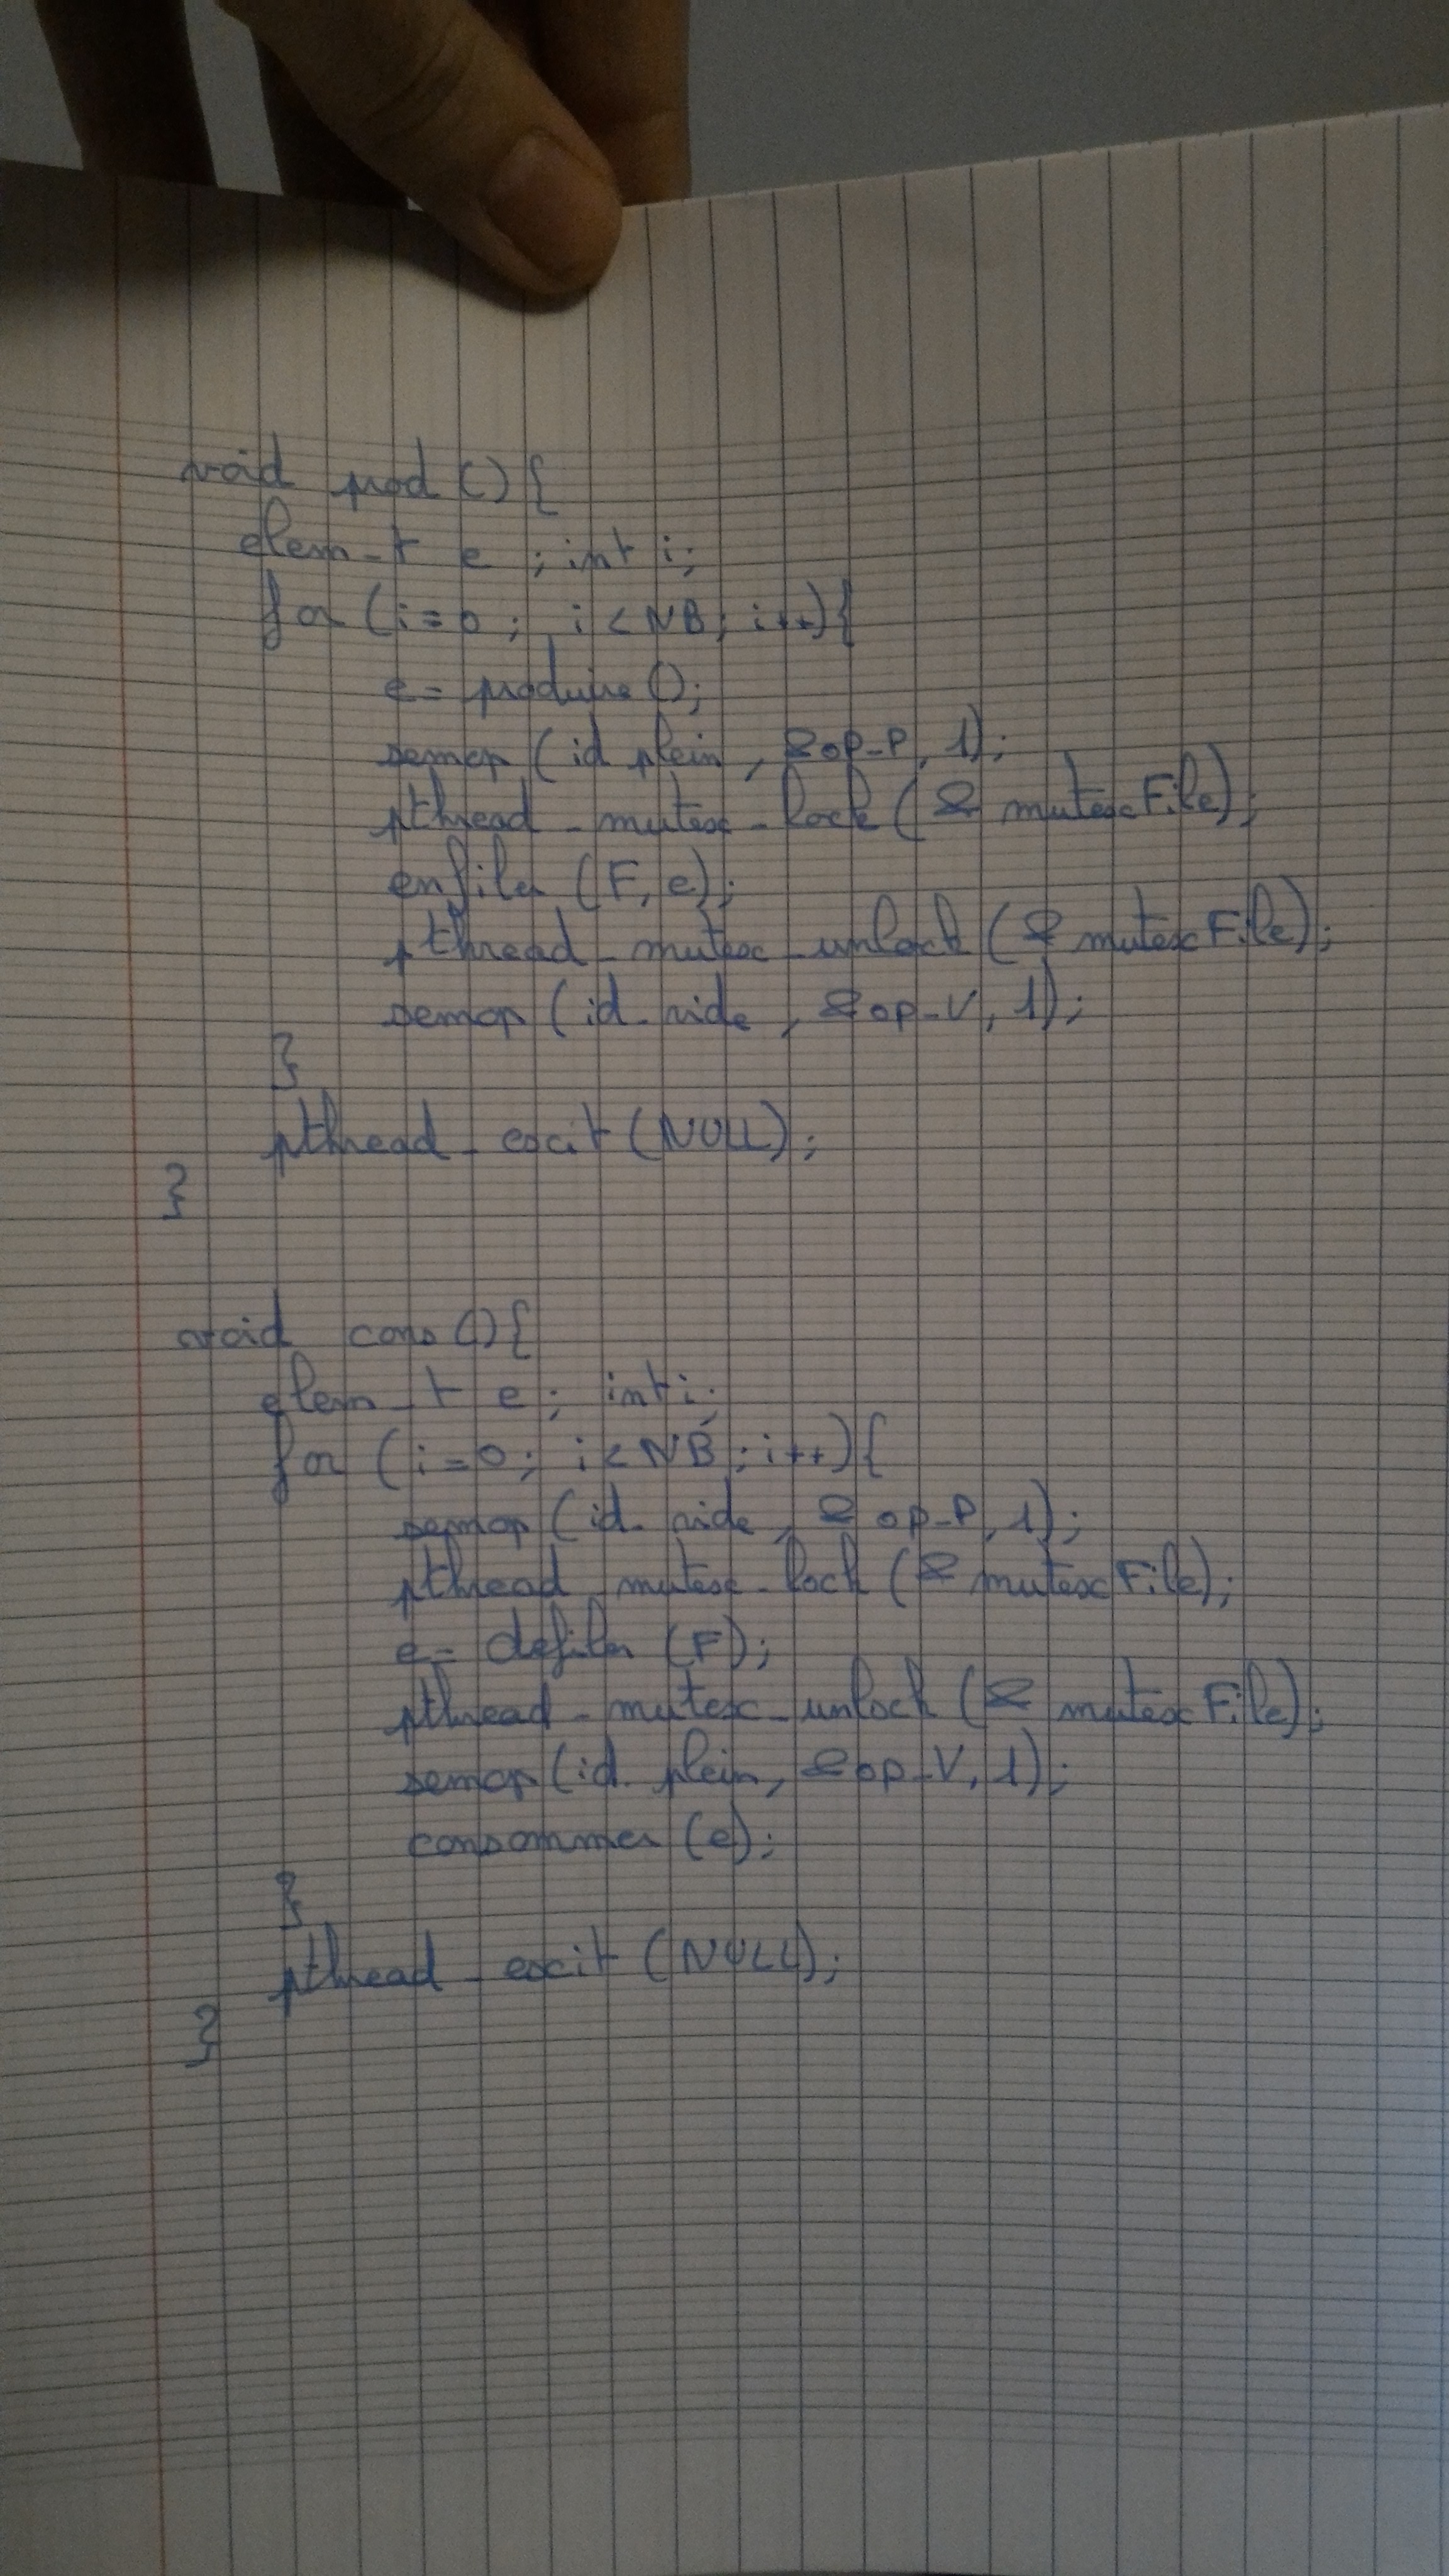 void prod () {
elem_t e ; int i;
for (i=0 ; i < NB; i++) {
e = produire ();
semop (id_plein , &op_P, 1);
pthread_mutex_lock (& mutexFile);
enfiler (F, e);
pthread_mutex_unlock (& mutexFile);
semop (id_vide , &op_V, 1);
}
pthread_exit (NULL);
}
void cons () {
elem_t e ; int i;
for (i=0; i < NB ; i++) {
semop (id_vide , & op_P, 1);
pthread_mutex_lock (& mutexFile);
e = defiler (F);
pthread_mutex_unlock (& mutexFile);
semop (id_plein, &op_V, 1);
consommer (e);
}
pthread_exit (NULL);
}